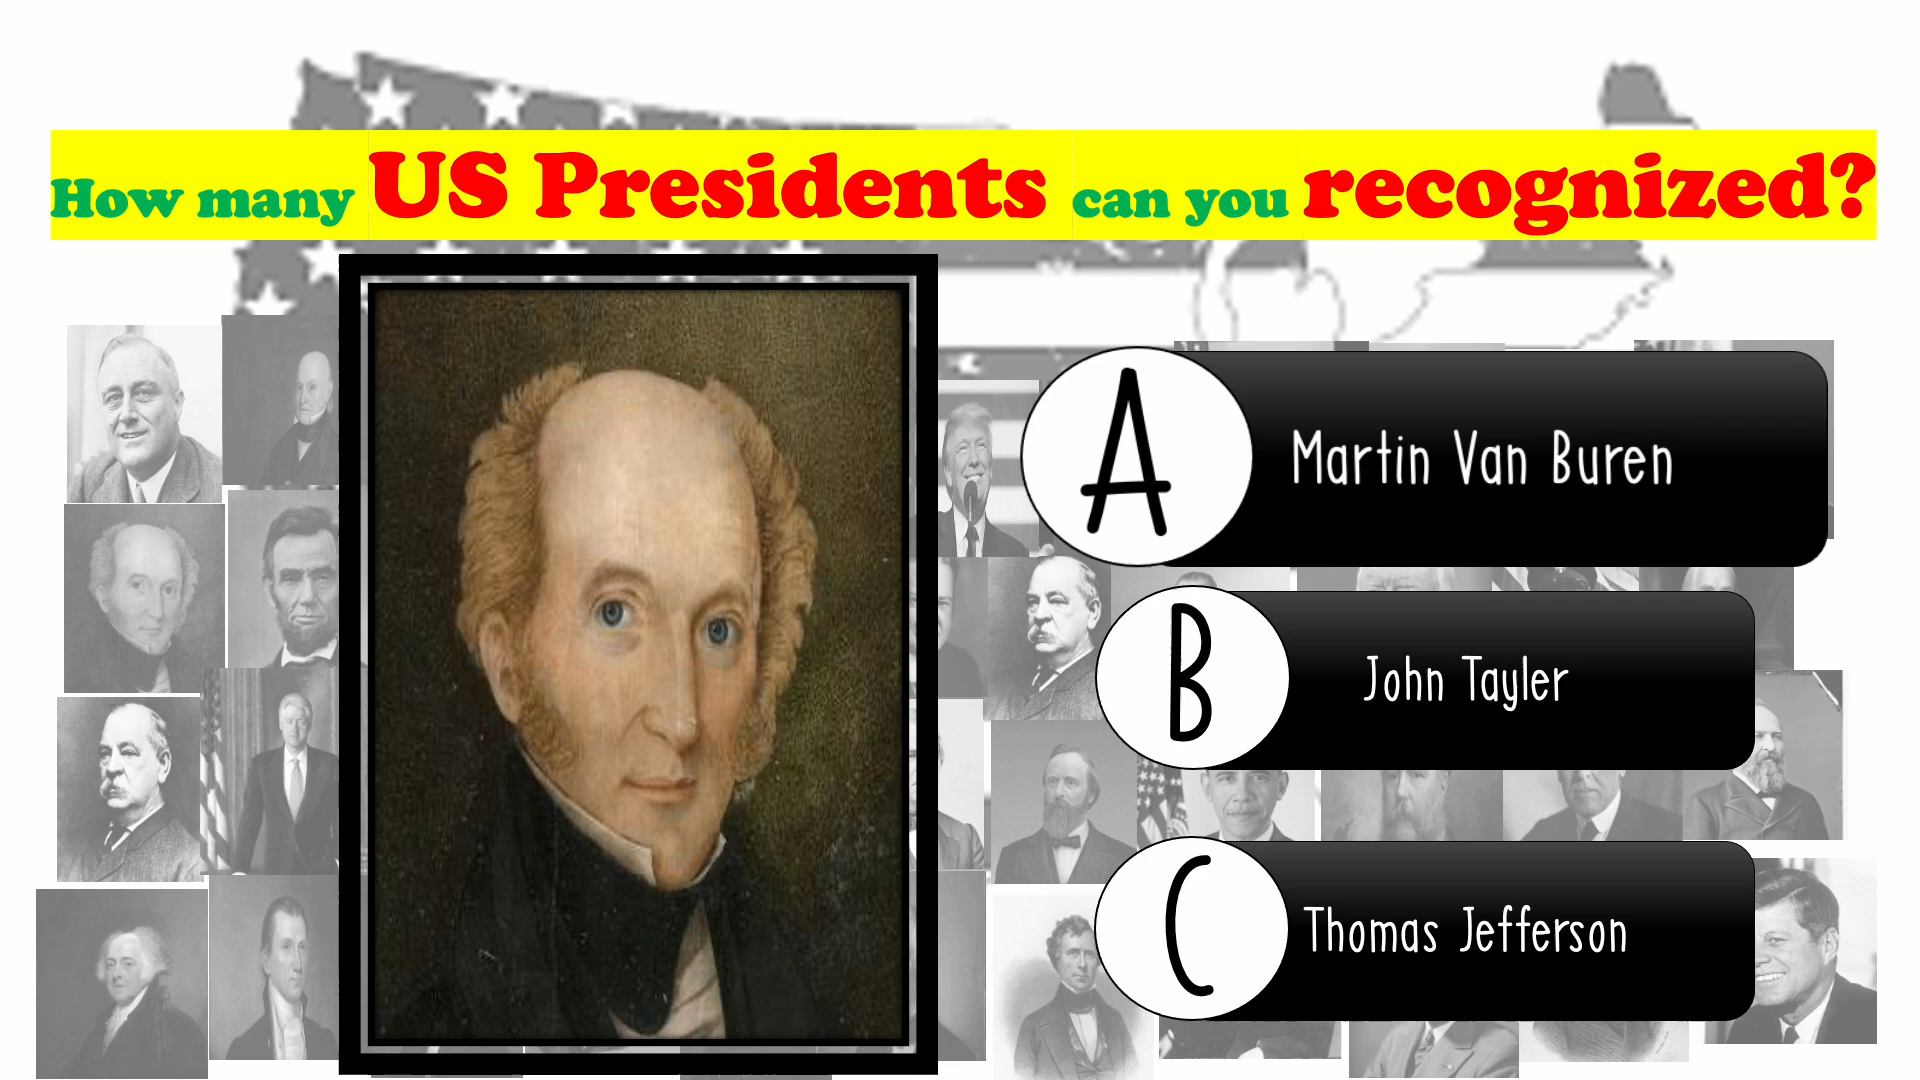 How many US Presidents can you recognized?
A Martin Van Buren
B John Tayler
C Thomas Jefferson